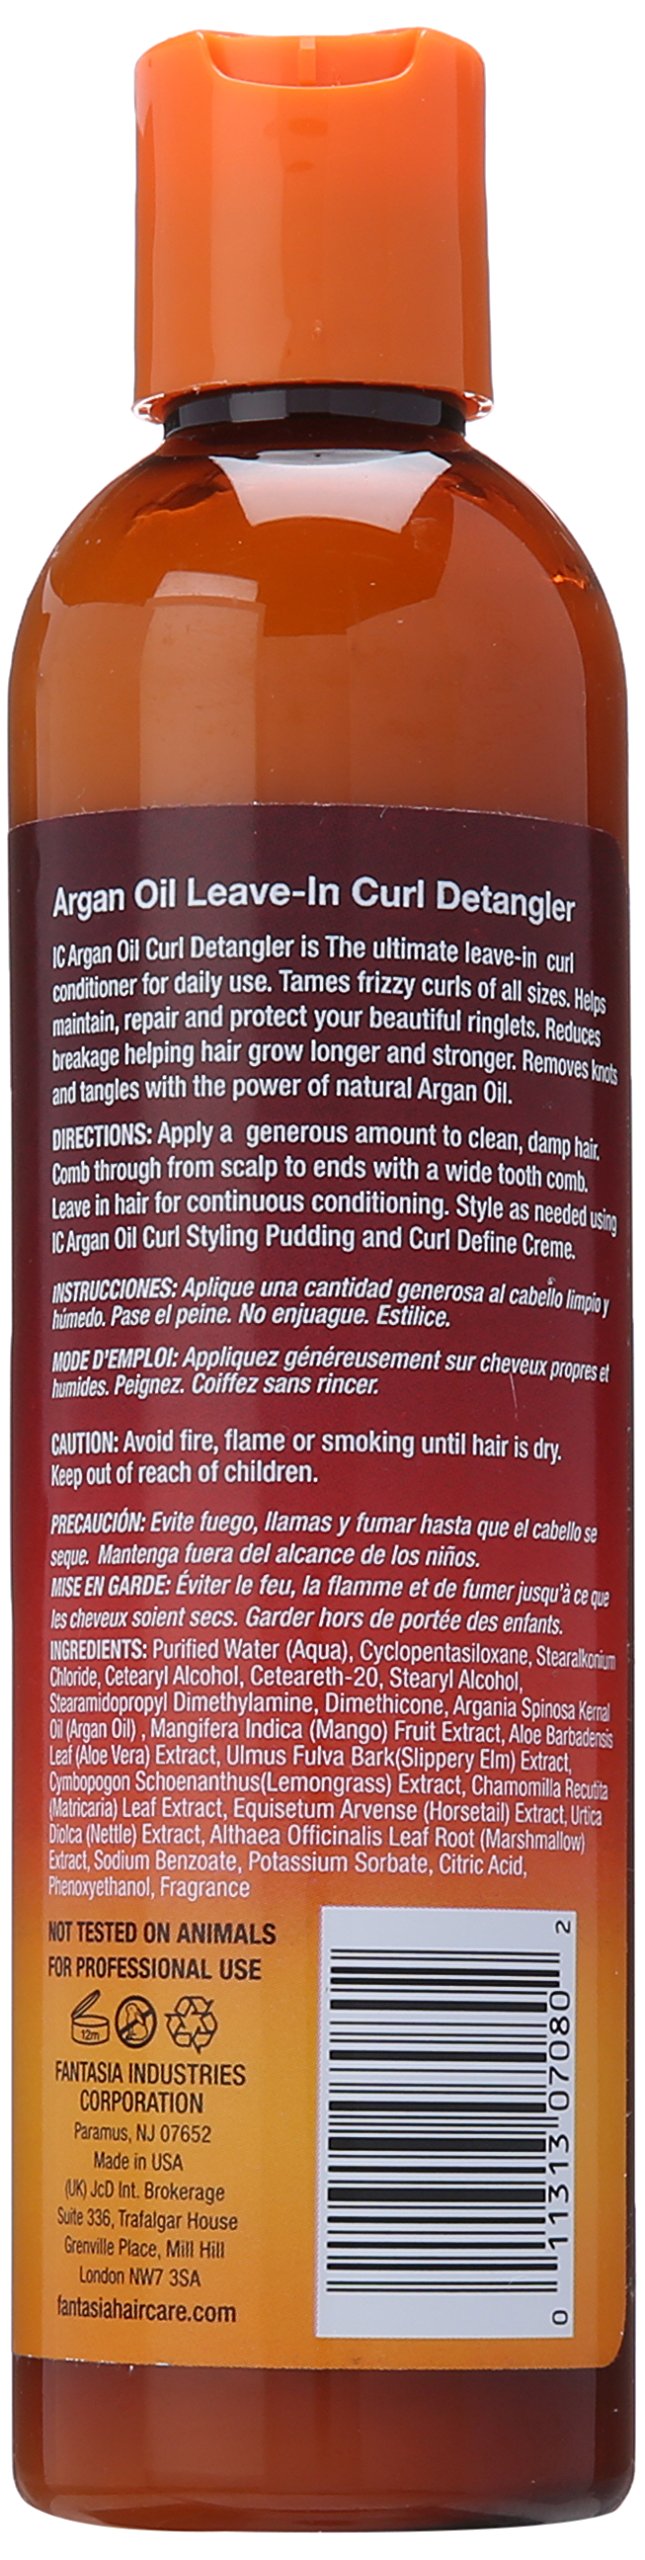 Argan Oil Leave-In Curl Detangler
IC Argan Oil Curl Detangler is The ultimate leave-in curl
conditioner for daily use. Tames frizzy curls of all sizes. Helps
maintain, repair and protect your beautiful ringlets. Reduces
breakage helping hair grow longer and stronger. Removes knots
and tangles with the power of natural Argan Oil.
DIRECTIONS: Apply a generous amount to clean, damp hair.
Comb through from scalp to ends with a wide tooth comb.
Leave in hair for continuous conditioning. Style as needed using
IC Argan Oil Curl Styling Pudding and Curl Define Creme.
INSTRUCCIONES: Aplique una cantidad generosa al cabello limpio y
húmedo. Pase el peine. No enjuague. Estilice.
MODE D'EMPLOI: Appliquez généreusement sur cheveux propres et
humides. Peignez. Coiffez sans rincer.
CAUTION: Avoid fire, flame or smoking until hair is dry.
Keep out of reach of children.
PRECAUCIÓN: Evite fuego, llamas y fumar hasta que el cabello se
seque. Mantenga fuera del alcance de los niños.
MISE EN GARDE: Éviter le feu, la flamme et de fumer jusqu'à ce que
les cheveux soient secs. Garder hors de portée des enfants.
INGREDIENTS: Purified Water (Aqua), Cyclopentasiloxane, Stearalkonium
Chloride, Cetearyl Alcohol, Ceteareth-20, Stearyl Alcohol,
Stearamidopropyl Dimethylamine, Dimethicone, Argania Spinosa Kernal
Oil (Argan Oil) , Mangifera Indica (Mango) Fruit Extract, Aloe Barbadensis
Leaf (Aloe Vera) Extract, Ulmus Fulva Bark(Slippery Elm) Extract,
Cymbopogon Schoenanthus(Lemongrass) Extract, Chamomilla Recutita
(Matricaria) Leaf Extract, Equisetum Arvense (Horsetail) Extract, Urtica
Diolca (Nettle) Extract, Althaea Officinalis Leaf Root (Marshmallow)
Extract, Sodium Benzoate, Potassium Sorbate, Citric Acid,
Phenoxyethanol, Fragrance
NOT TESTED ON ANIMALS
FOR PROFESSIONAL USE
12m
FANTASIA INDUSTRIES
CORPORATION
Paramus, NJ 07652
Made in USA
(UK) JcD Int. Brokerage
Suite 336, Trafalgar House
Grenville Place, Mill Hill
London NW7 3SA
fantasiahaircare.com
0 11313 07080 2